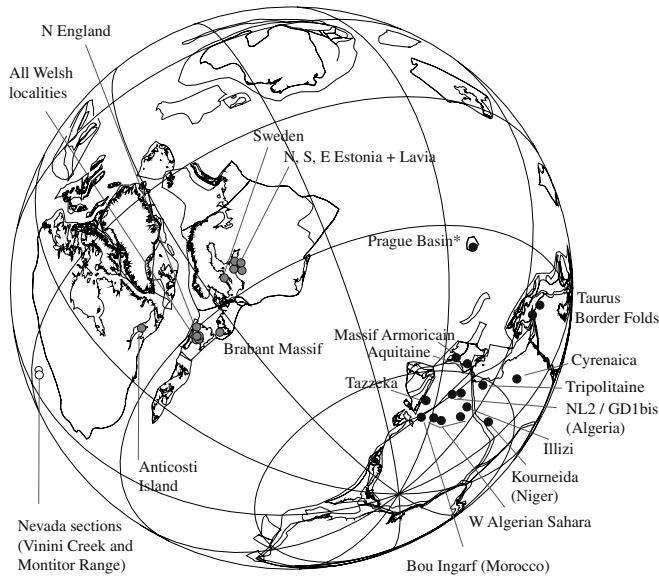 N England
All Welsh
localities
Sweden
N, S, E Estonia + Lavia
Prague Basin*
Taurus
Border Folds
Massif Armoricain
Aquitaine
Brabant Massif
Cyrenaica
Tazzeka
Tripolitaine
NL2 / GD1bis
(Algeria)
Illizi
Anticosti
Island
Kourneida
(Niger)
W Algerian Sahara
Nevada sections
(Vinini Creek and
Montitor Range)
Bou Ingarf (Morocco)